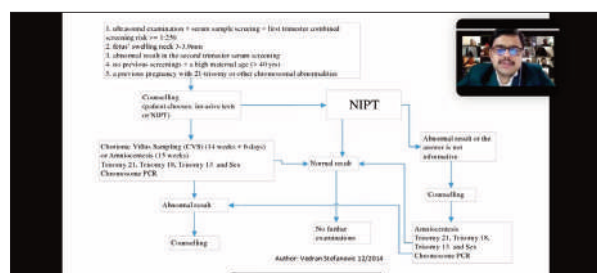 1. ultrasound examination + serum sample screeing = first trimester combined
screening risk >= 1:250
2. fetus' swelling neck 3-3.9mm
3. abnormal result in the second trimester serum screening
4. no previous screenings + a high maternal age (> 40 yrs)
5. a previous pregnancy with 21-trisomy or other chromosomal abnormalities
Counselling
(patient chooses: invasive tests
or NIPT)
NIPT
Abnormal result or the
answer is not
informative
Chorionic Villus Sampling (CVS) (14 weeks + 6 days)
or Amniocentesis (15 weeks)
Trisomy 21, Trisomy 18, Trisomy 13 and Sex
Chromosome PCR
Normal result
Counselling
Abnormal result
No further
examinations
Amniocentesis
Trisomy 21, Trisomy 18,
Trisomy 13 and Sex
Chromosome PCR
Counselling
Author: Vedran Stefanovic 12/2014